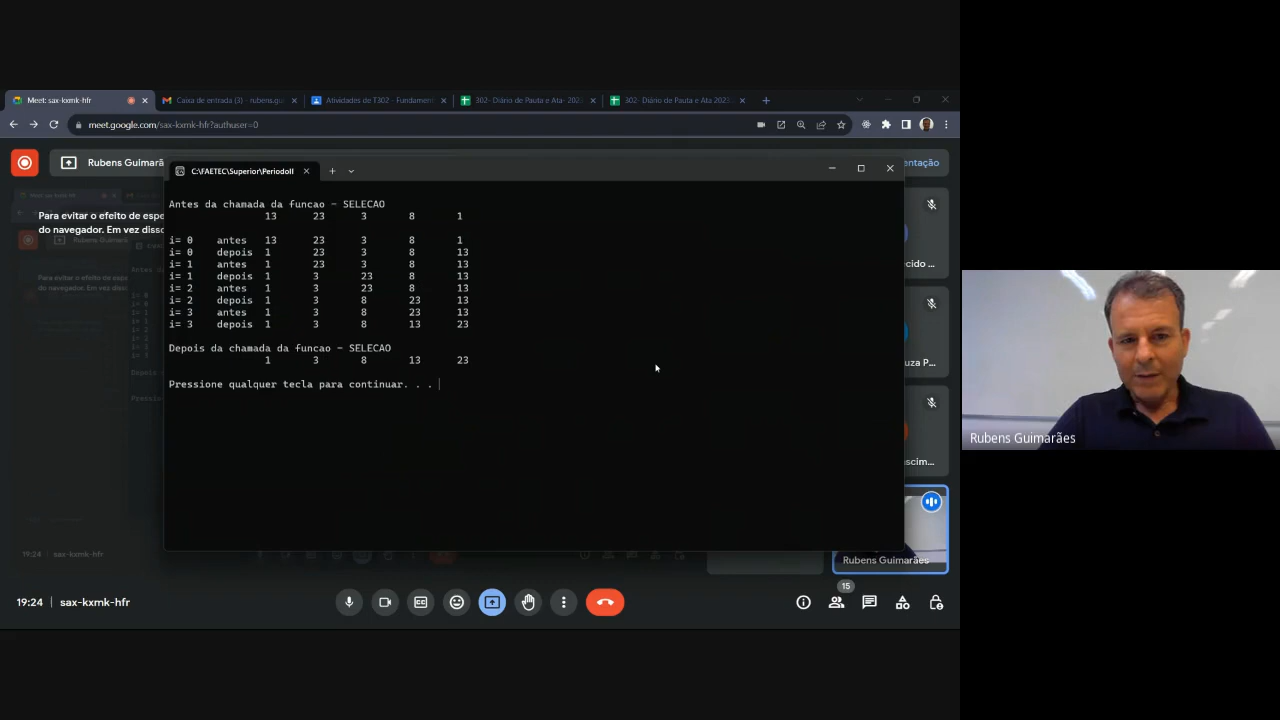 Meet: sax-kxmk-hfr
Caixa de entrada (3) - rubens.gu
Atividades de T302 - Fundament
302- Diário de Pauta e Ata- 202
302 - Diário de Pauta e Ata 2023
meet.google.com/sax-kxmk-hfr?authuser=0
Rubens Guimarã
entação
C:\FAETEC\Superior\PeriodoII
Para evitar o efeito de espe
do navegador. Em vez disso
Antes da chamada da funcao - SELECAO
13 23 3 8 1
i= 0 antes 13 23 3 8 1
i= 0 depois 1 23 3 8 13
i= 1 antes 1 23 3 8 13
i= 1 depois 1 3 23 8 13
i= 2 antes 1 3 23 8 13
i= 2 depois 1 3 8 23 13
i= 3 antes 1 3 8 23 13
i= 3 depois 1 3 8 13 23
Depois da chamada da funcao - SELECAO
1 3 8 13 23
Pressione qualquer tecla para continuar. . .
cido ...
uza P...
scim...
Rubens Guimarães
Rubens Guimarães
19:24 sax-kxmk-hfr
15
19:24 sax-kxmk-hfr